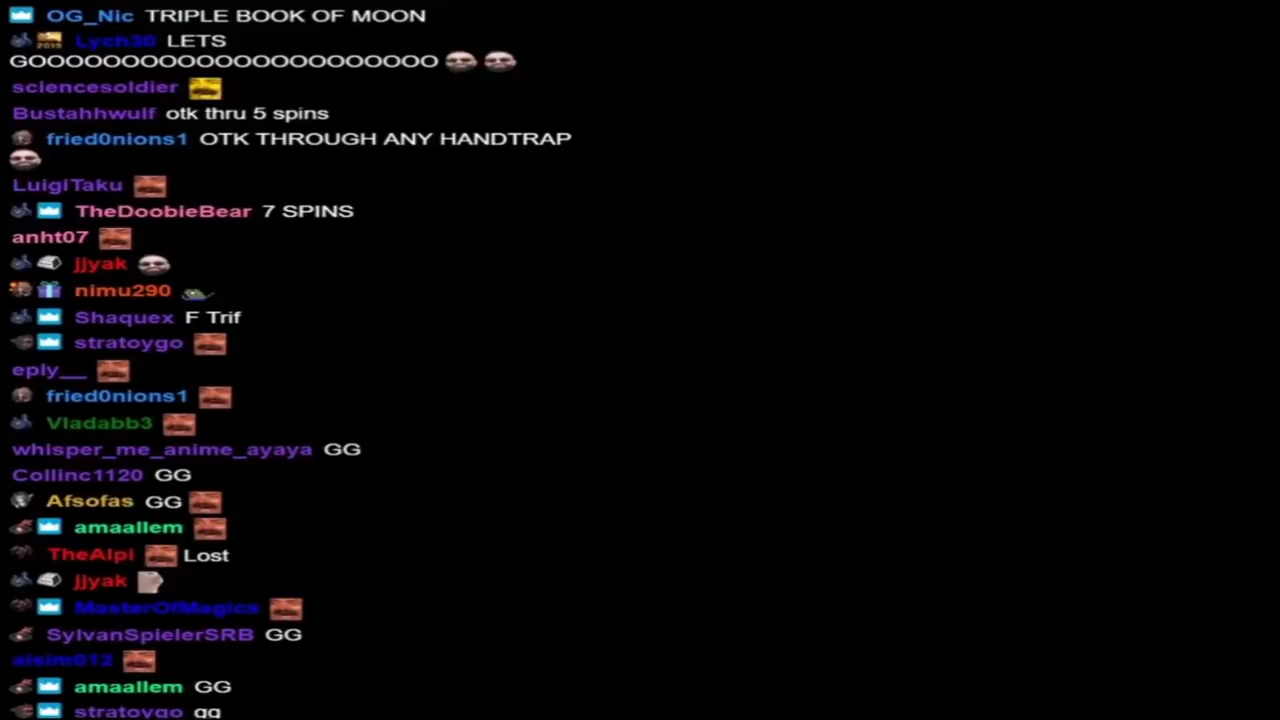 OG_Nic TRIPLE BOOK OF MOON
Lych30 LETS
GOOOOOOOOOOOOOOOOOOOOOO
sciencesoldier
Bustahhwulf otk thru 5 spins
fried0nions1 OTK THROUGH ANY HANDTRAP
LuigiTaku
TheDoobieBear 7 SPINS
anht07
jjyak
nimu290
Shaquex F Trif
stratoygo
eply__
fried0nions1
Vladabb3
whisper_me_anime_ayaya GG
Collinc1120 GG
Afsofas GG
amaallem
TheAlpi Lost
jjyak
MasterOfMagics
SylvanSpielerSRB GG
alsim012
amaallem GG
stratoygo gg